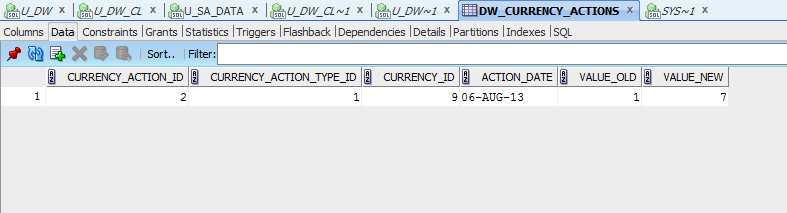 U_DW x U_DW_CL x U_SA_DATA x U_DW_CL~1 x U_DW~1 x DW_CURRENCY_ACTIONS x SYS~1 x
Columns Data Constraints Grants Statistics Triggers Flashback Dependencies Details Partitions Indexes SQL
Sort.. Filter:
CURRENCY_ACTION_ID CURRENCY_ACTION_TYPE_ID CURRENCY_ID ACTION_DATE VALUE_OLD VALUE_NEW
1 2 1 9 06-AUG-13 1 7